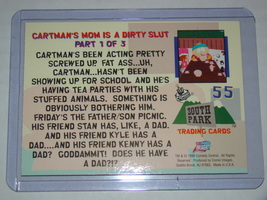 CARTMAN'S MOM IS A DIRTY SLUT
PART 1 OF 3
CARTMAN'S BEEN ACTING PRETTY
SCREWED UP. FAT ASS...UH,
CARTMAN...HASN'T BEEN
SHOWING UP FOR SCHOOL AND HE'S
HAVING TEA PARTIES WITH HIS
STUFFED ANIMALS. SOMETHING IS
OBVIOUSLY BOTHERING HIM.
FRIDAY'S THE FATHER/SON PICNIC.
HIS FRIEND STAN HAS, LIKE, A DAD.
AND HIS FRIEND KYLE HAS A
DAD....AND HIS FRIEND KENNY HAS A
DAD? GODDAMMIT! DOES HE
HAVE A DAD?!?
55
SOUTH
PARK
TRADING CARDS